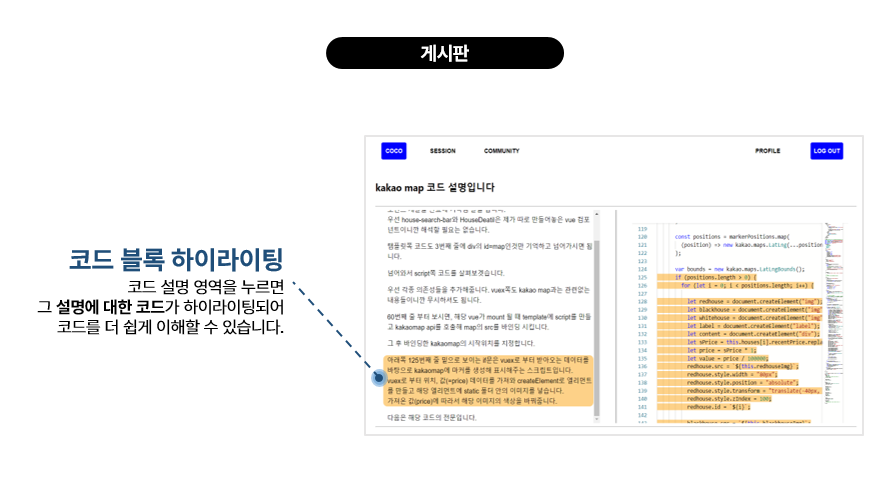 게시판
COCO SESSION COMMUNITY PROFILE LOG OUT
kakao map 코드 설명입니다
우선 house-search-bar와 HouseDeatil은 제가 따로 만들어놓은 vue 컴포
넌트이니깐 해석할 필요는 없습니다.
탬플릿쪽 코드도 3번째 줄에 div의 id=map인것만 기억하고 넘어가시면 됩
니다.
넘어와서 script쪽 코드를 살펴보겟습니다.
우선 각종 의존성들을 추가해줍니다. vuex쪽도 kakao map과는 관련없는
내용들이니깐 무시하셔도 됩니다.
60번째 줄 부터 보시면, 해당 vue가 mount 될 때 template에 script를 만들
고 kakaomap api를 호출해 map의 src를 바인딩 시킵니다.
그 후 바인딩한 kakaomap의 시작위치를 지정합니다.
아래쪽 125번째 줄 밑으로 보이는 #은은 vuex로 부터 받아오는 데이터를
바탕으로 kakaomap에 마커를 생성해 표시해주는 스크립트입니다.
vuex로 부터 위치, 값(=price) 데이터를 가져와 createElement로 엘리먼트
를 만들고 해당 엘리먼트에 static 폴더 안의 이미지를 넣습니다.
가져온 값(price)에 따라서 해당 이미지의 색상을 바꿔줍니다.
다음은 해당 코드의 전문입니다.
119
120 const positions = markerPositions.map(
121 (position) => new kakao.maps.LatLng(...position
122 );
123
124 var bounds = new kakao.maps.LatLngBounds();
125 if (positions.length > 0) {
126 for (let i = 0; i < positions.length; i++) {
127
128 let redhouse = document.createElement("img");
129 let blackhouse = document.createElement("img"
130 let whitehouse = document.createElement("img"
131 let label = document.createElement("label");
132 let content = document.createElement("div");
133 let sPrice = this.houses[i].recentPrice.repla
134 let price = sPrice * 1;
135 let value = price / 100000;
136 redhouse.src = `${this.redhouseImg}`;
137 redhouse.style.width = "80px";
138 redhouse.style.position = "absolute";
139 redhouse.style.transform = "translate(-40px,
140 redhouse.style.zIndex = 100;
141 redhouse.id = `${i}`;
코드 블록 하이라이팅
코드 설명 영역을 누르면
그 설명에 대한 코드가 하이라이팅되어
코드를 더 쉽게 이해할 수 있습니다.